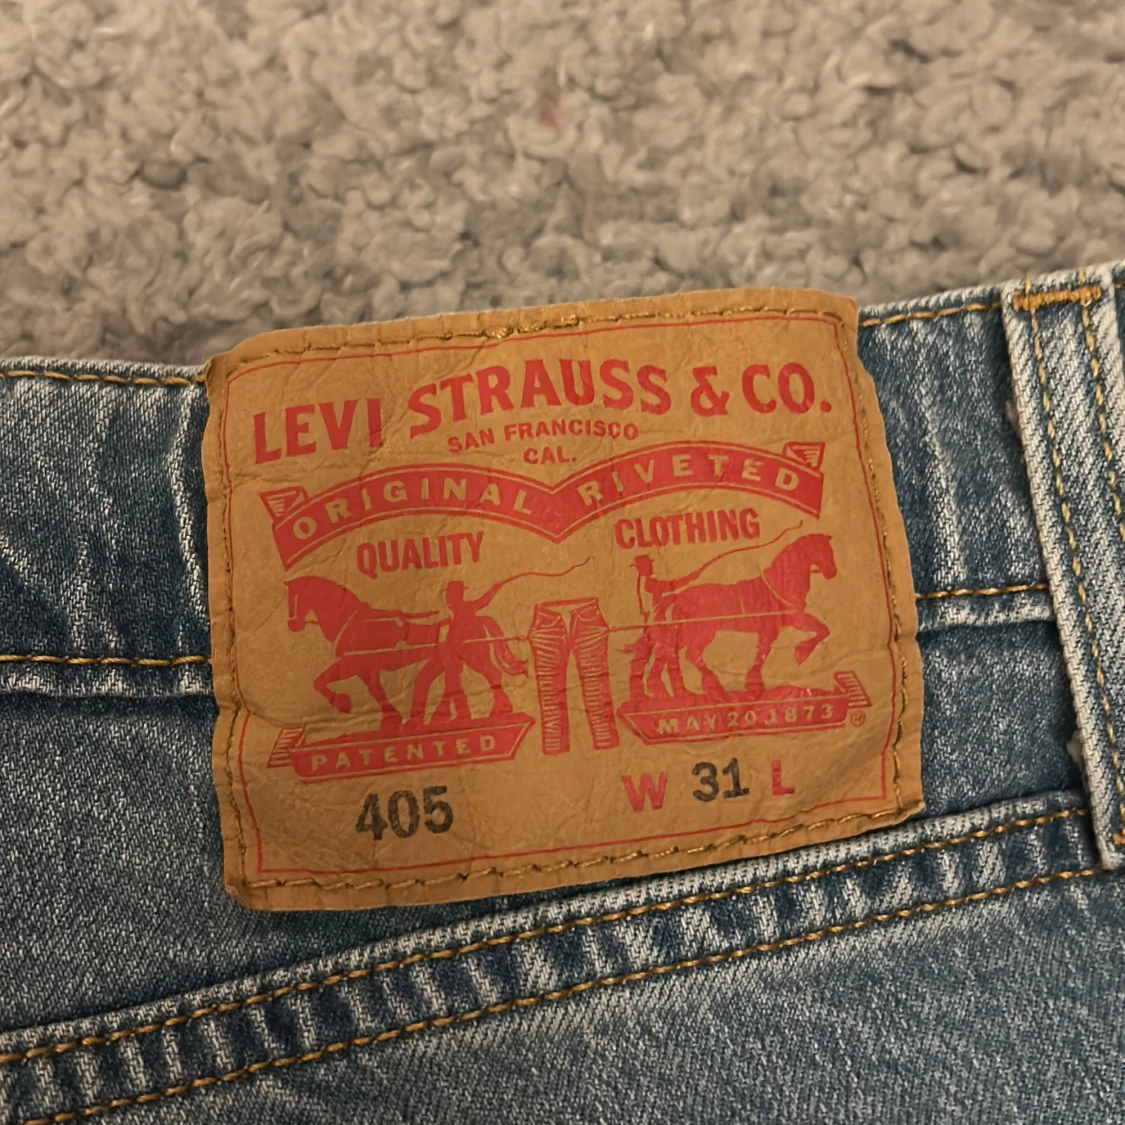 LEVI STRAUSS & CO.
SAN FRANCISCO
CAL.
ORIGINAL RIVETED
QUALITY CLOTHING
PATENTED MAY 20 1873 ®
405 W 31 L